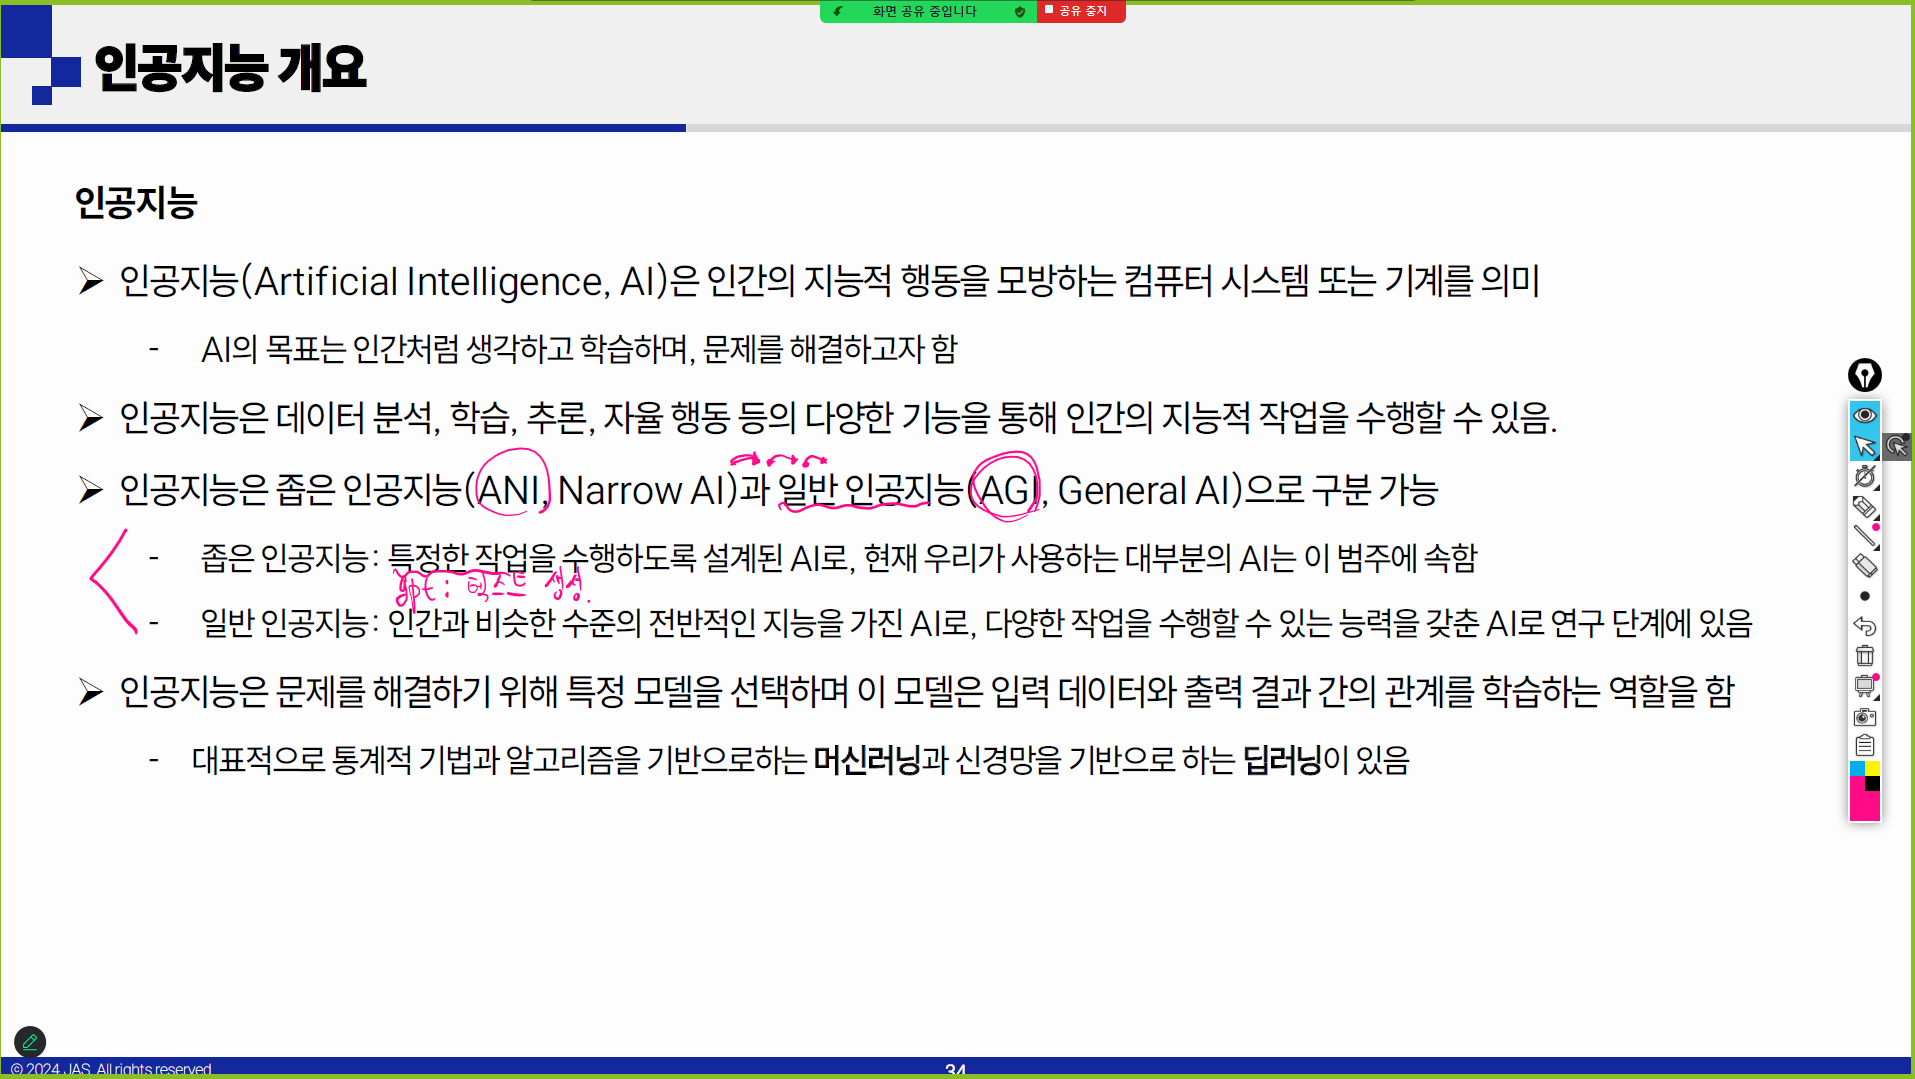 화면 공유 중입니다 공유 중지
인공지능 개요
인공지능
➢ 인공지능(Artificial Intelligence, AI)은 인간의 지능적 행동을 모방하는 컴퓨터 시스템 또는 기계를 의미
- AI의 목표는 인간처럼 생각하고 학습하며, 문제를 해결하고자 함
➢ 인공지능은 데이터 분석, 학습, 추론, 자율 행동 등의 다양한 기능을 통해 인간의 지능적 작업을 수행할 수 있음.
➢ 인공지능은 좁은 인공지능(ANI, Narrow AI)과 일반 인공지능(AGI, General AI)으로 구분 가능
- 좁은 인공지능: 특정한 작업을 수행하도록 설계된 AI로, 현재 우리가 사용하는 대부분의 AI는 이 범주에 속함
gpt : 텍스트 생성.
- 일반 인공지능: 인간과 비슷한 수준의 전반적인 지능을 가진 AI로, 다양한 작업을 수행할 수 있는 능력을 갖춘 AI로 연구 단계에 있음
➢ 인공지능은 문제를 해결하기 위해 특정 모델을 선택하며 이 모델은 입력 데이터와 출력 결과 간의 관계를 학습하는 역할을 함
- 대표적으로 통계적 기법과 알고리즘을 기반으로하는 머신러닝과 신경망을 기반으로 하는 딥러닝이 있음
© 2024 JAS. All rights reserved
34